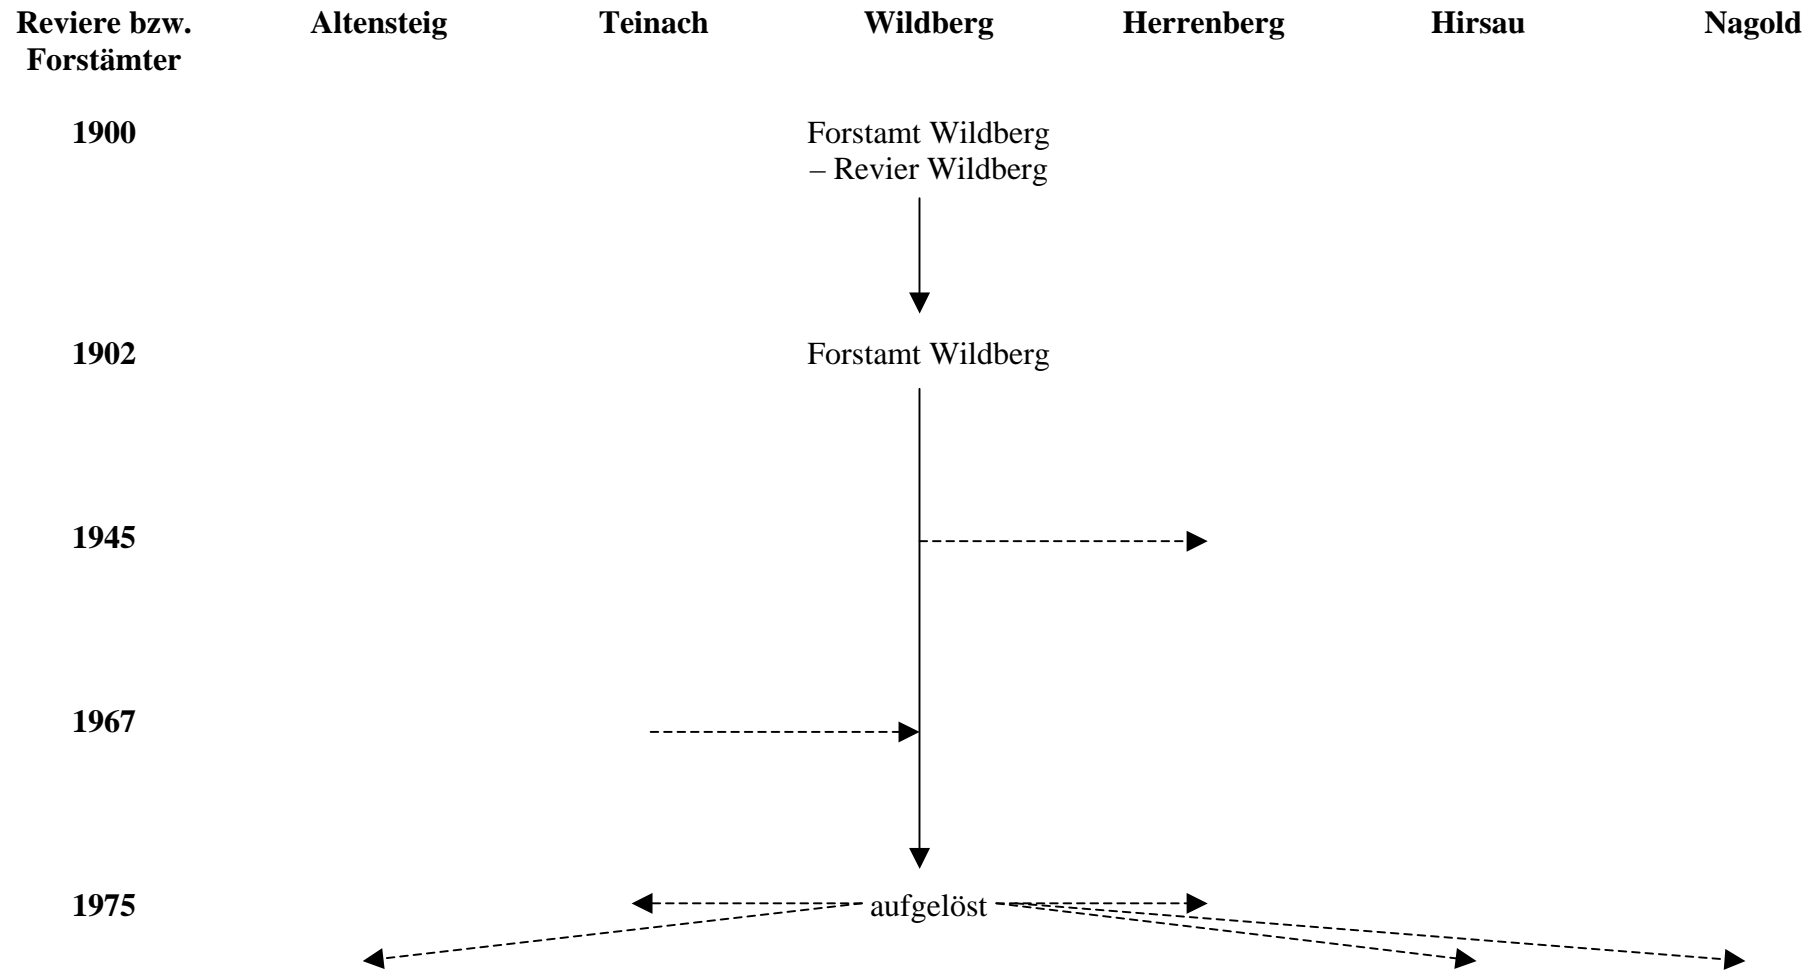 Reviere bzw. Altensteig Teinach Wildberg Herrenberg Hirsau Nagold
Forstämter
1900 Forstamt Wildberg
– Revier Wildberg
1902 Forstamt Wildberg
1945
1967
1975 aufgelöst